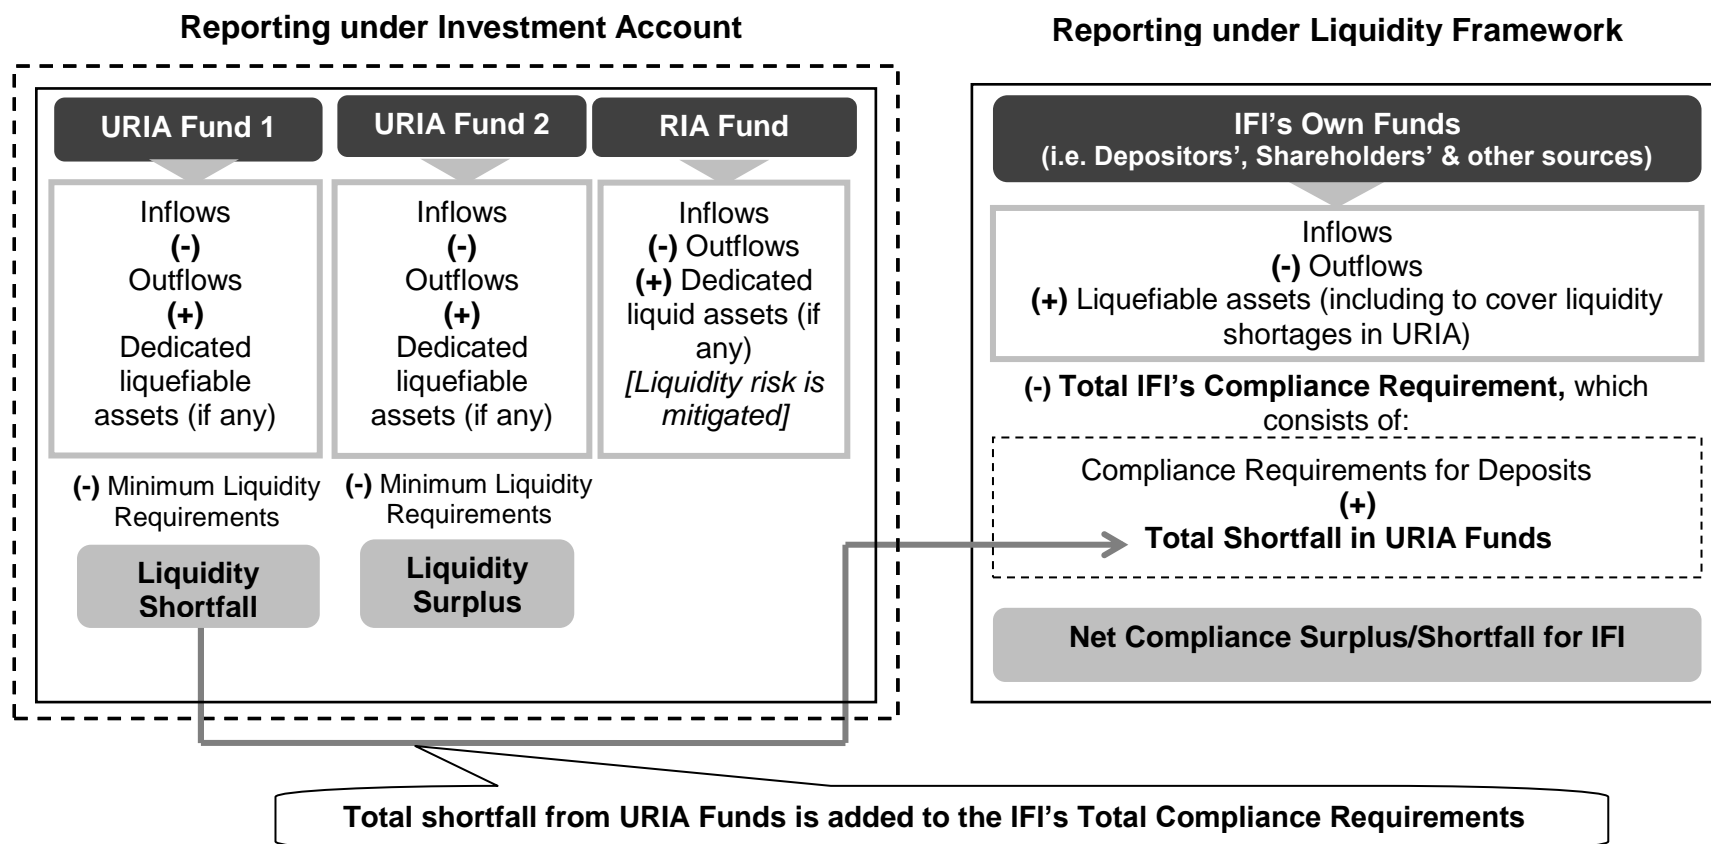 Reporting under Investment Account
URIA Fund 1
Inflows
(-)
Outflows
(+)
Dedicated
liquefiable
assets (if any)
(-) Minimum Liquidity
Requirements
Liquidity
Shortfall
URIA Fund 2
Inflows
(-)
Outflows
(+)
Dedicated
liquefiable
assets (if any)
(-) Minimum Liquidity
Requirements
Liquidity
Surplus
RIA Fund
Inflows
(-) Outflows
(+) Dedicated
liquid assets (if
any)
[Liquidity risk is
mitigated]
Reporting under Liquidity Framework
IFI's Own Funds
(i.e. Depositors', Shareholders' & other sources)
Inflows
(-) Outflows
(+) Liquefiable assets (including to cover liquidity
shortages in URIA)
(-) Total IFI's Compliance Requirement, which
consists of:
Compliance Requirements for Deposits
(+)
Total Shortfall in URIA Funds
Net Compliance Surplus/Shortfall for IFI
Total shortfall from URIA Funds is added to the IFI's Total Compliance Requirements